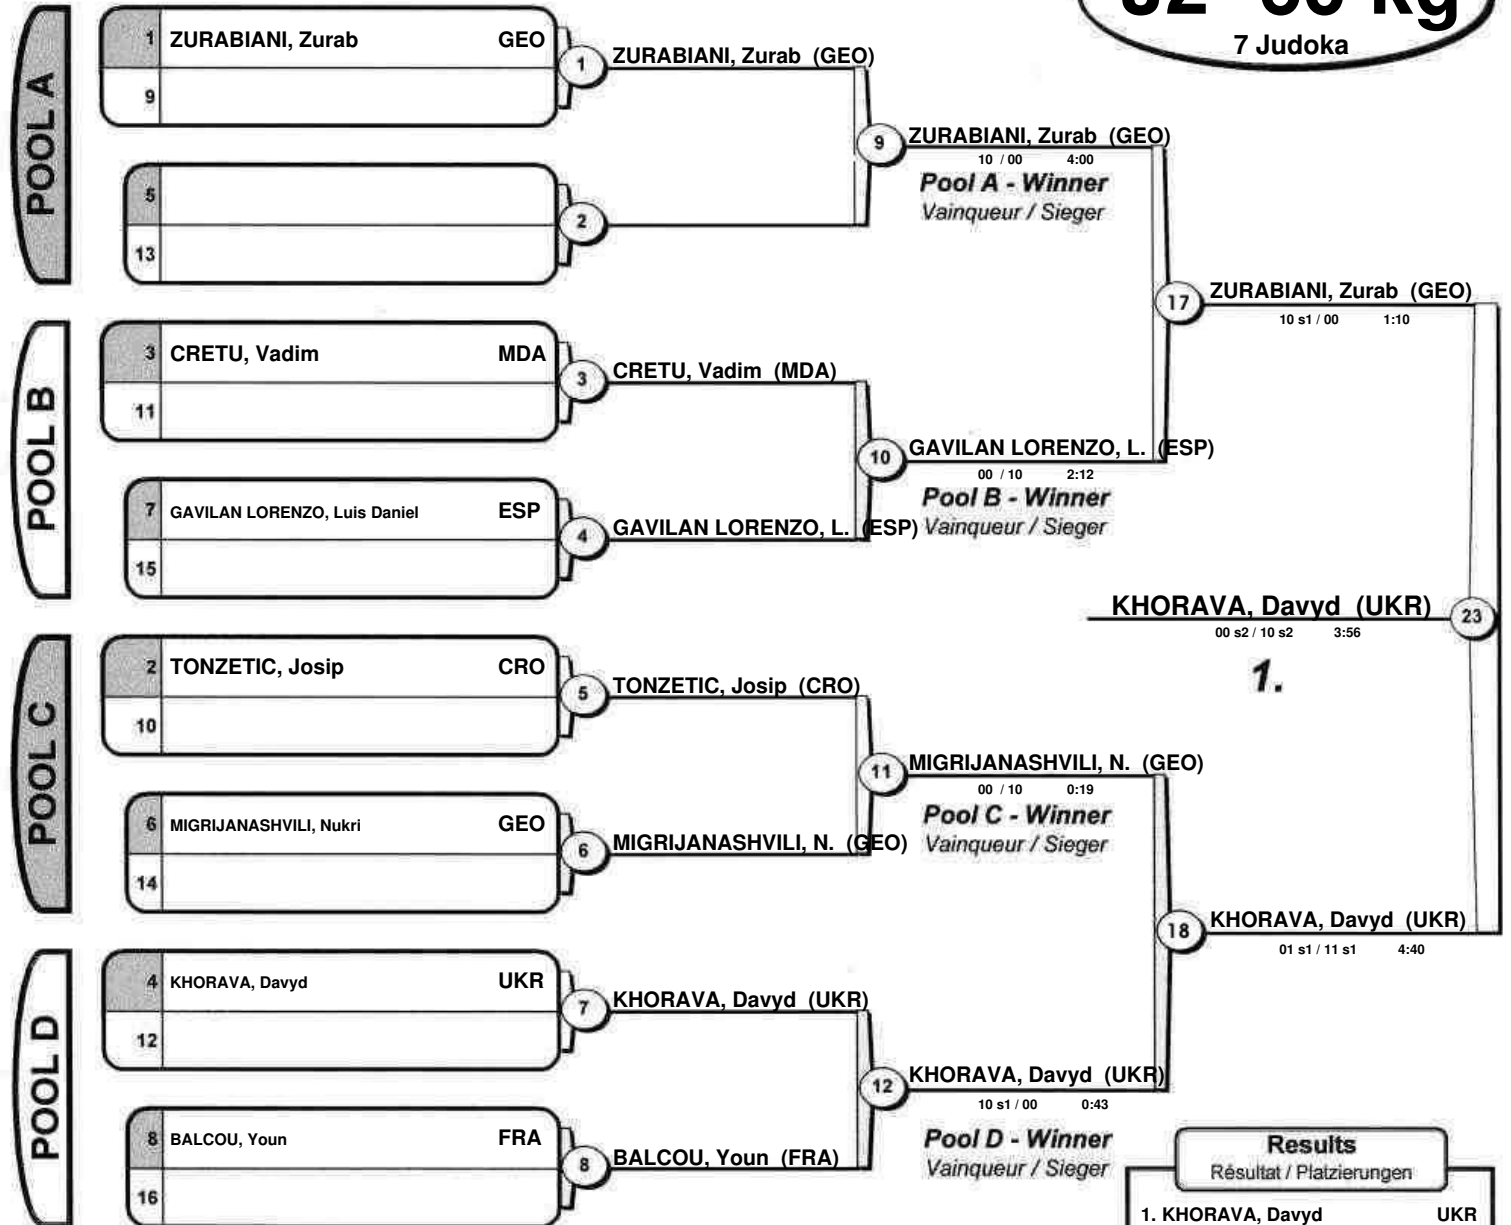 7 Judoka
POOL A
1 ZURABIANI, Zurab GEO
9
1 ZURABIANI, Zurab (GEO)
5
13
2
9 ZURABIANI, Zurab (GEO)
10 / 00 4:00
Pool A - Winner
Vainqueur / Sieger
POOL B
3 CRETU, Vadim MDA
11
3 CRETU, Vadim (MDA)
7 GAVILAN LORENZO, Luis Daniel ESP
15
4 GAVILAN LORENZO, L. (ESP)
10 GAVILAN LORENZO, L. (ESP)
00 / 10 2:12
Pool B - Winner
Vainqueur / Sieger
17 ZURABIANI, Zurab (GEO)
10 s1 / 00 1:10
KHORAVA, Davyd (UKR) 23
00 s2 / 10 s2 3:56
1.
POOL C
2 TONZETIC, Josip CRO
10
5 TONZETIC, Josip (CRO)
6 MIGRIJANASHVILI, Nukri GEO
14
6 MIGRIJANASHVILI, N. (GEO)
11 MIGRIJANASHVILI, N. (GEO)
00 / 10 0:19
Pool C - Winner
Vainqueur / Sieger
18 KHORAVA, Davyd (UKR)
01 s1 / 11 s1 4:40
POOL D
4 KHORAVA, Davyd UKR
12
7 KHORAVA, Davyd (UKR)
8 BALCOU, Youn FRA
16
8 BALCOU, Youn (FRA)
12 KHORAVA, Davyd (UKR)
10 s1 / 00 0:43
Pool D - Winner
Vainqueur / Sieger
Results
Résultat / Platzierungen
1. KHORAVA, Davyd UKR